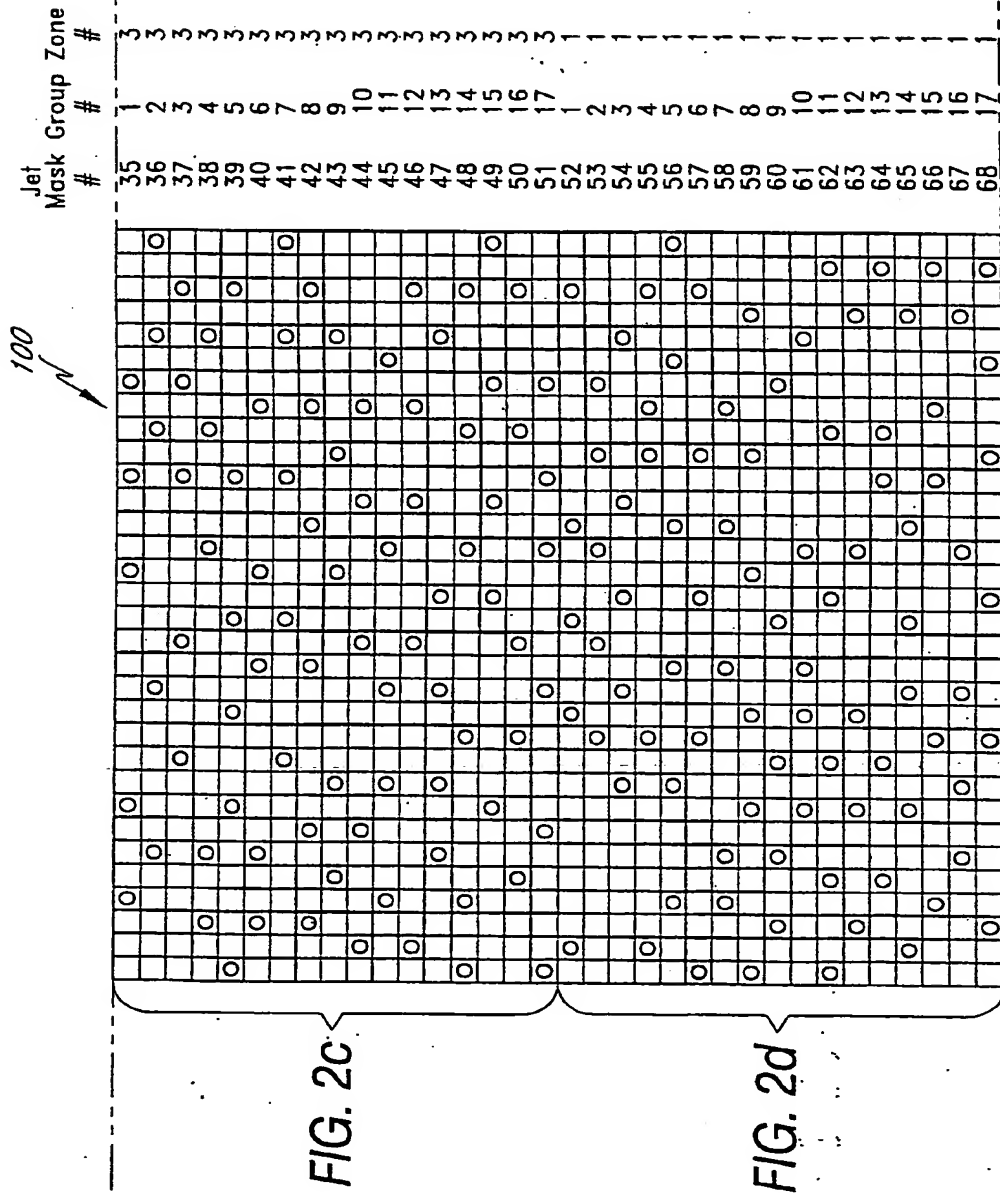 100
Jet
Mask Group Zone
# # #
35 1 3
36 2 3
37 3 3
38 4 3
39 5 3
40 6 3
41 7 3
42 8 3
43 9 3
44 10 3
45 11 3
46 12 3
47 13 3
48 14 3
49 15 3
50 16 3
51 17 3
52 1 1
53 2 1
54 3 1
55 4 1
56 5 1
57 6 1
58 7 1
59 8 1
60 9 1
61 10 1
62 11 1
63 12 1
64 13 1
65 14 1
66 15 1
67 16 1
68 17 1
FIG. 2c
FIG. 2d